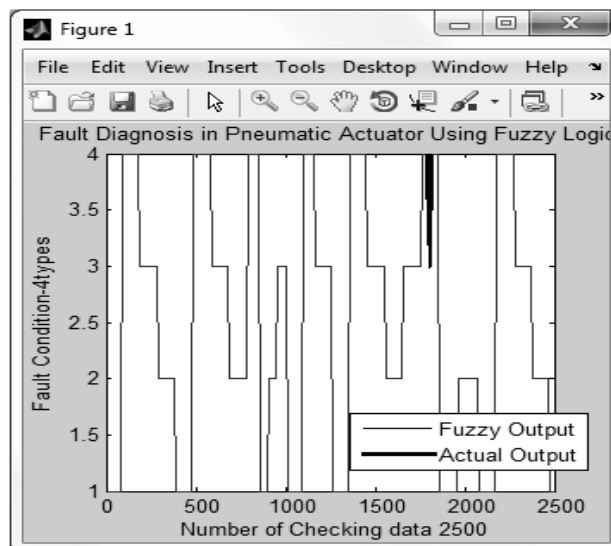 Figure 1
File Edit View Insert Tools Desktop Window Help
Fault Diagnosis in Pneumatic Actuator Using Fuzzy Logic
4
3.5
3
2.5
2
1.5
1
Fault Condition-4types
Fuzzy Output
Actual Output
0 500 1000 1500 2000 2500
Number of Checking data 2500